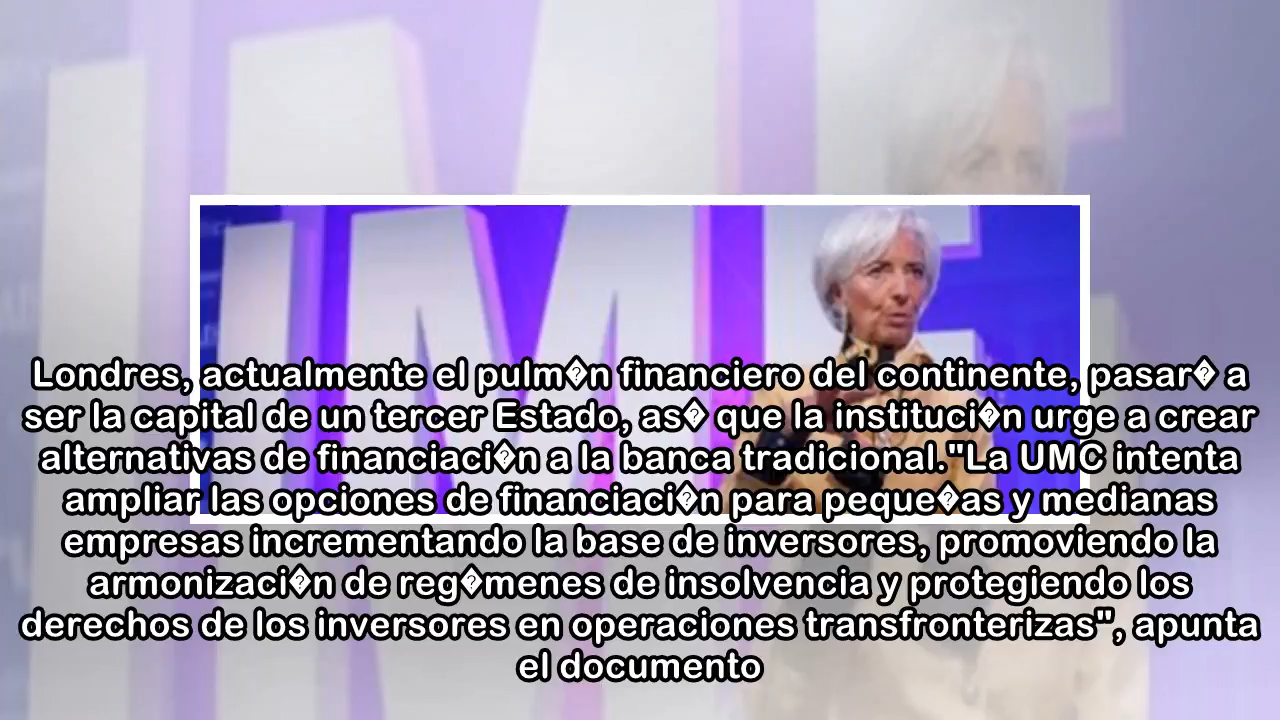 IMF
Londres, actualmente el pulm�n financiero del continente, pasar� a
ser la capital de un tercer Estado, as� que la instituci�n urge a crear
alternativas de financiaci�n a la banca tradicional."La UMC intenta
ampliar las opciones de financiaci�n para peque�as y medianas
empresas incrementando la base de inversores, promoviendo la
armonizaci�n de reg�menes de insolvencia y protegiendo los
derechos de los inversores en operaciones transfronterizas", apunta
el documento